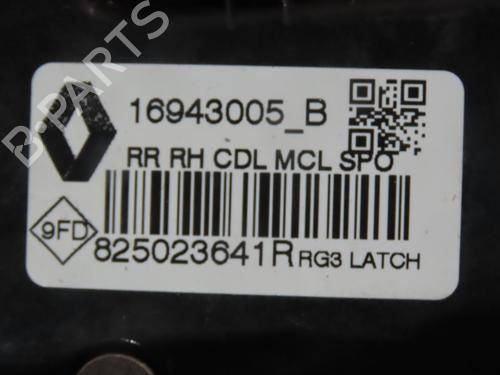 16943005_B
RR RH CDL MCL SPO
9FD
825023641R RG3 LATCH
B-PARTS